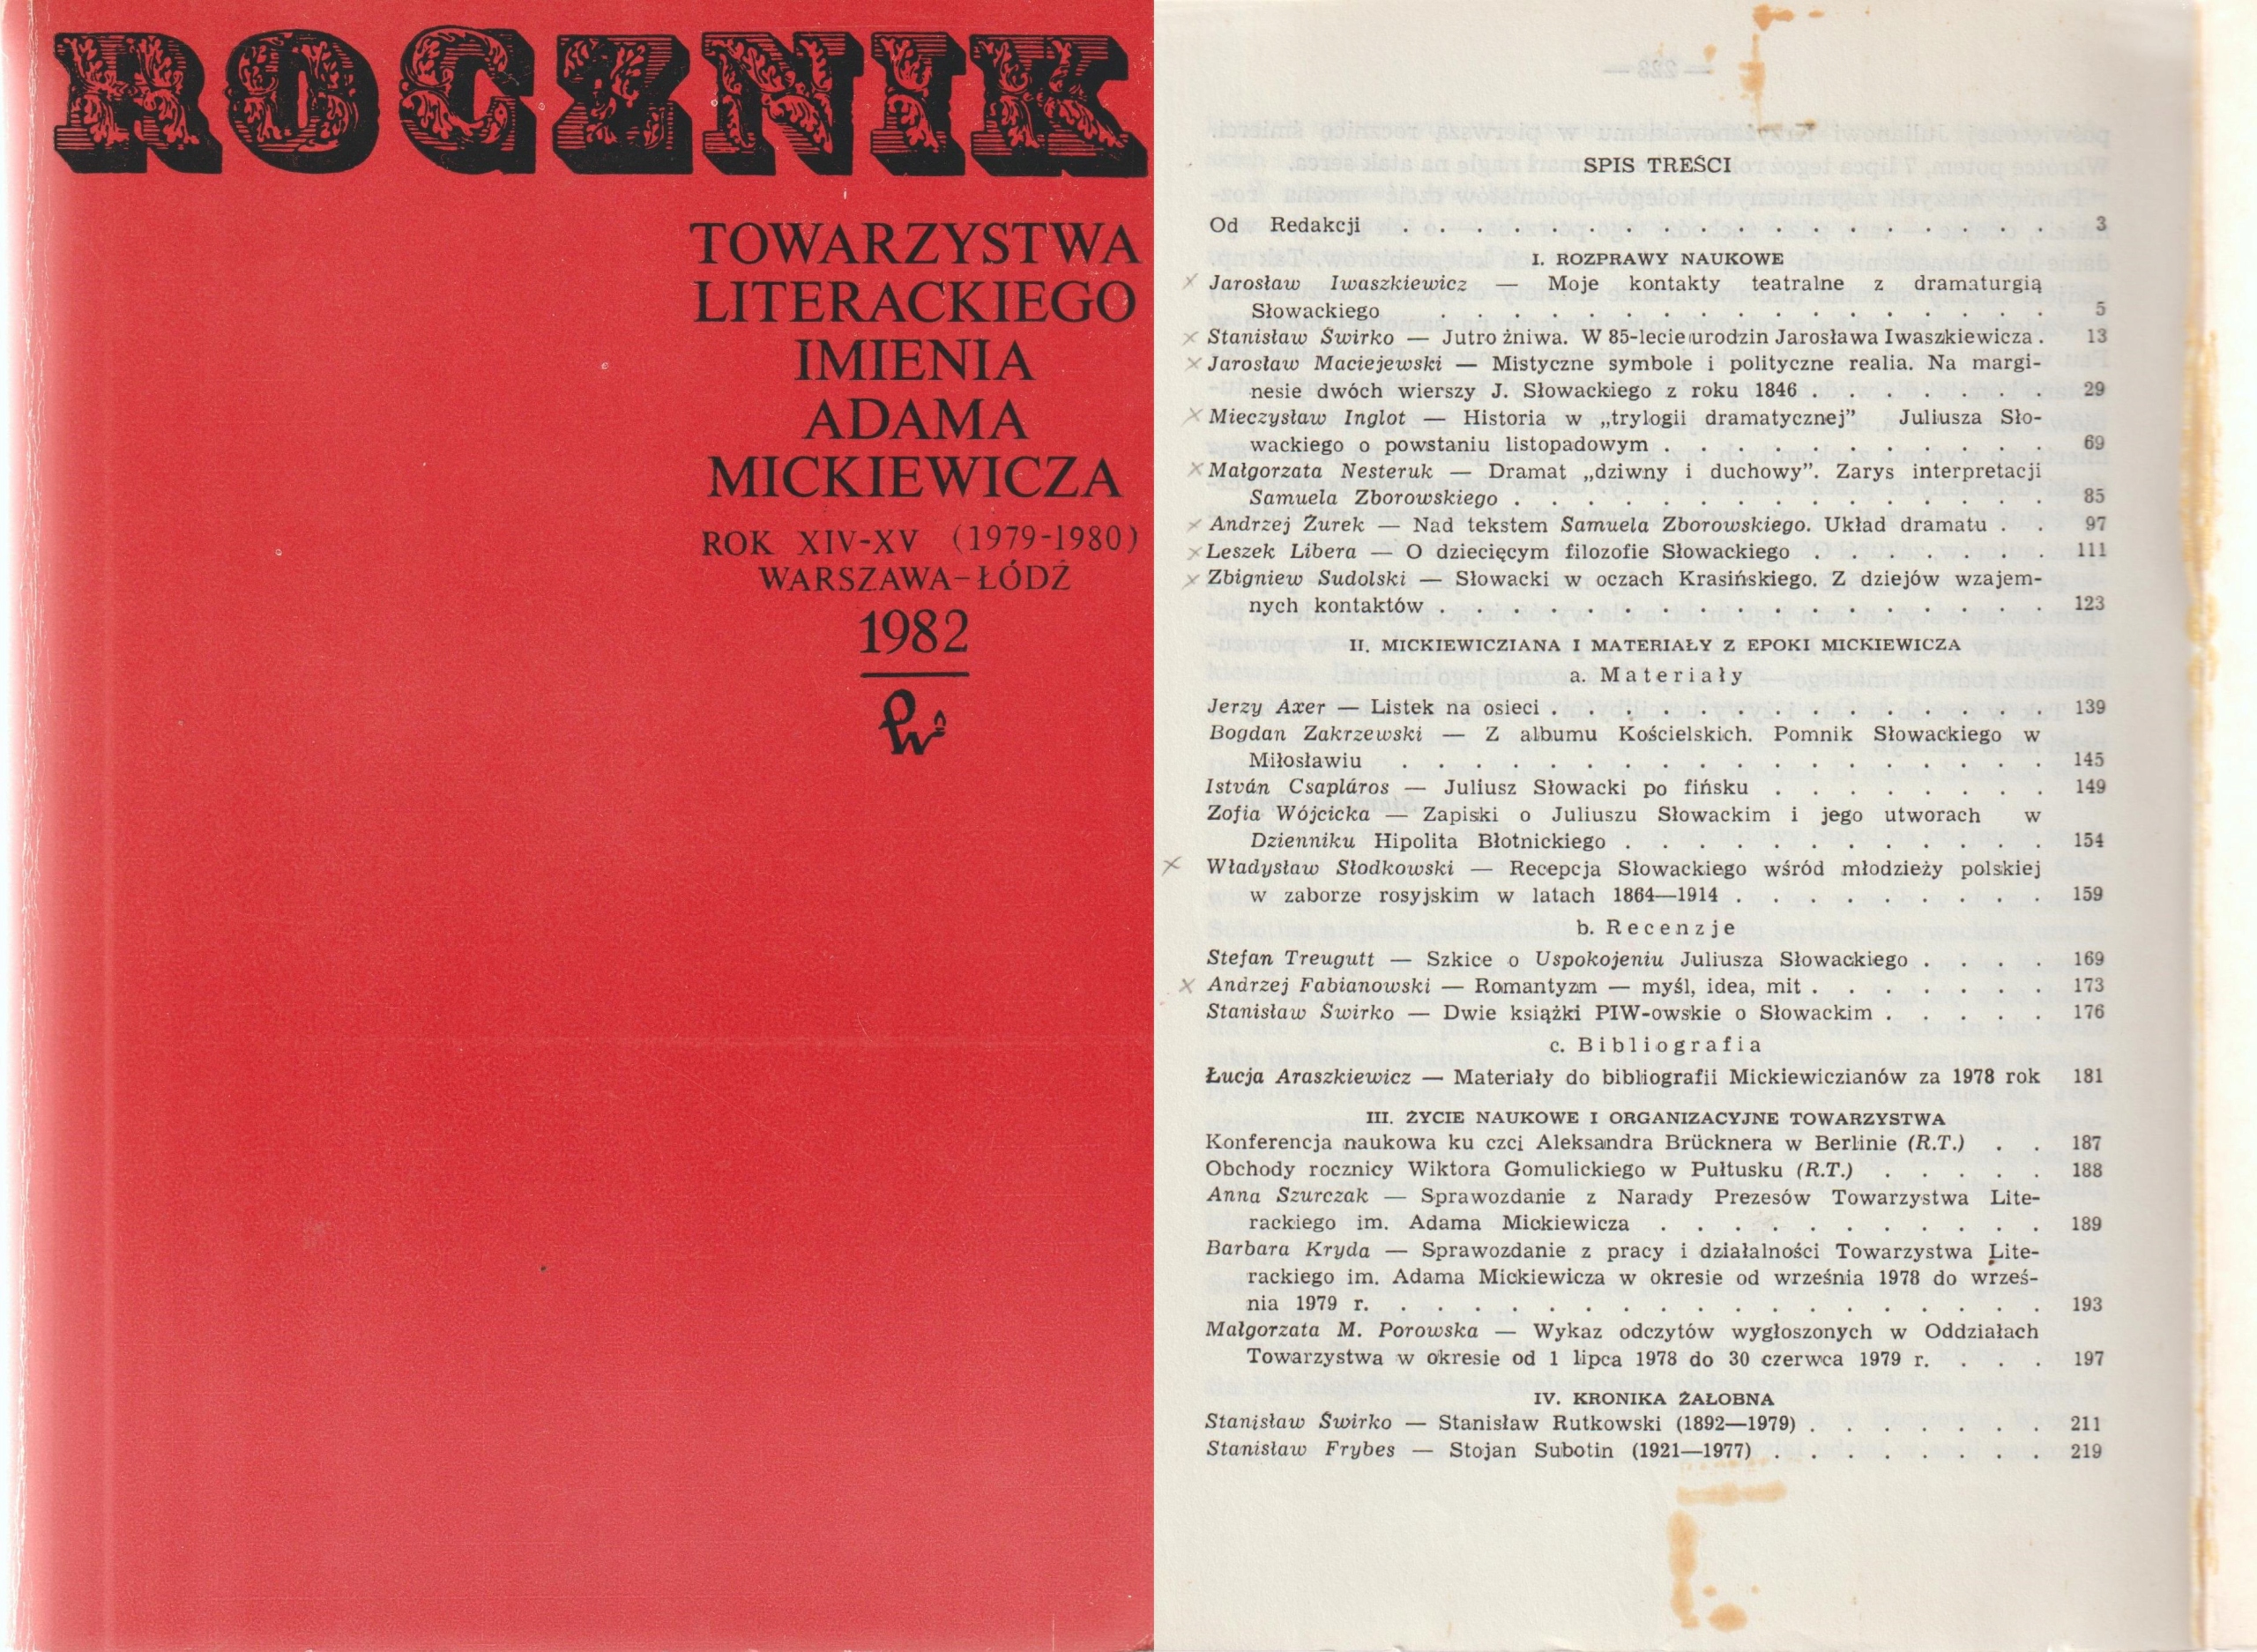 ROCZNIK
TOWARZYSTWA
LITERACKIEGO
IMIENIA
ADAMA
MICKIEWICZA
ROK XIV-XV (1979-1980)
WARSZAWA-ŁÓDŹ
1982
SPIS TREŚCI
Od Redakcji . . . . . . . . . . . . . . . . . . 3
I. ROZPRAWY NAUKOWE
Jarosław Iwaszkiewicz — Moje kontakty teatralne z dramaturgią
Słowackiego . . . . . . . . . . . . . . . . . 5
Stanisław Świrko — Jutro żniwa. W 85-lecie urodzin Jarosława Iwaszkiewicza . 13
Jarosław Maciejewski — Mistyczne symbole i polityczne realia. Na margi-
nesie dwóch wierszy J. Słowackiego z roku 1846 . . . . . . . 29
Mieczysław Inglot — Historia w „trylogii dramatycznej” Juliusza Sło-
wackiego o powstaniu listopadowym . . . . . . . . . . . 69
Małgorzata Nesteruk — Dramat „dziwny i duchowy”. Zarys interpretacji
Samuela Zborowskiego . . . . . . . . . . . . . . . 85
Andrzej Żurek — Nad tekstem Samuela Zborowskiego. Układ dramatu . . 97
Leszek Libera — O dziecięcym filozofie Słowackiego . . . . . . . 111
Zbigniew Sudolski — Słowacki w oczach Krasińskiego. Z dziejów wzajem-
nych kontaktów . . . . . . . . . . . . . . . . . 123
II. MICKIEWICZIANA I MATERIAŁY Z EPOKI MICKIEWICZA
a. Materiały
Jerzy Axer — Listek na osieci . . . . . . . . . . . . . . 139
Bogdan Zakrzewski — Z albumu Kościelskich. Pomnik Słowackiego w
Miłosławiu . . . . . . . . . . . . . . . . . . 145
István Csapláros — Juliusz Słowacki po fińsku . . . . . . . . 149
Zofia Wójcicka — Zapiski o Juliuszu Słowackim i jego utworach w
Dzienniku Hipolita Błotnickiego . . . . . . . . . . . . 154
Władysław Słodkowski — Recepcja Słowackiego wśród młodzieży polskiej
w zaborze rosyjskim w latach 1864—1914 . . . . . . . . . 159
b. Recenzje
Stefan Treugutt — Szkice o Uspokojeniu Juliusza Słowackiego . . . . 169
Andrzej Fabianowski — Romantyzm — myśl, idea, mit . . . . . . . 173
Stanisław Świrko — Dwie książki PIW-owskie o Słowackim . . . . . 176
c. Bibliografia
Łucja Araszkiewicz — Materiały do bibliografii Mickiewiczianów za 1978 rok 181
III. ŻYCIE NAUKOWE I ORGANIZACYJNE TOWARZYSTWA
Konferencja naukowa ku czci Aleksandra Brücknera w Berlinie (R.T.) . . 187
Obchody rocznicy Wiktora Gomulickiego w Pułtusku (R.T.) . . . . . 188
Anna Szurczak — Sprawozdanie z Narady Prezesów Towarzystwa Lite-
rackiego im. Adama Mickiewicza . . . . . . . . . . . 189
Barbara Kryda — Sprawozdanie z pracy i działalności Towarzystwa Lite-
rackiego im. Adama Mickiewicza w okresie od września 1978 do wrześ-
nia 1979 r. . . . . . . . . . . . . . . . . . . 193
Małgorzata M. Porowska — Wykaz odczytów wygłoszonych w Oddziałach
Towarzystwa w okresie od 1 lipca 1978 do 30 czerwca 1979 r. . . . 197
IV. KRONIKA ŻAŁOBNA
Stanisław Świrko — Stanisław Rutkowski (1892—1979) . . . . . . . 211
Stanisław Frybes — Stojan Subotin (1921—1977) . . . . . . . . 219